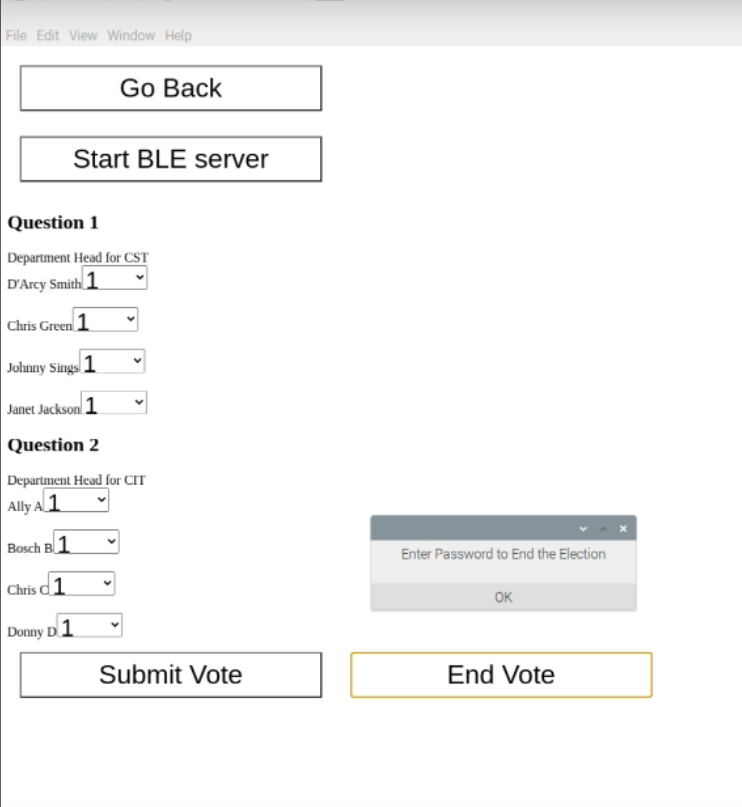 File Edit View Window Help
Go Back
Start BLE server
Question 1
Department Head for CST
D'Arcy Smith 1
Chris Green 1
Johnny Sings 1
Janet Jackson 1
Question 2
Department Head for CIT
Ally A 1
Bosch B 1
Chris C 1
Donny D 1
Enter Password to End the Election
OK
Submit Vote End Vote